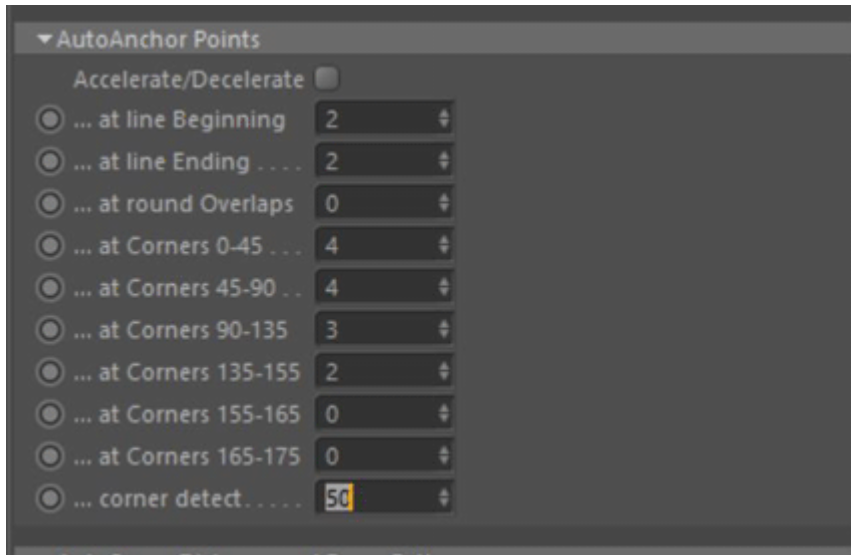 AutoAnchor Points
Accelerate/Decelerate
... at line Beginning 2
... at line Ending . . . . 2
... at round Overlaps 0
... at Corners 0-45 . . . 4
... at Corners 45-90 . . 4
... at Corners 90-135 3
... at Corners 135-155 2
... at Corners 155-165 0
... at Corners 165-175 0
... corner detect. . . . . 50